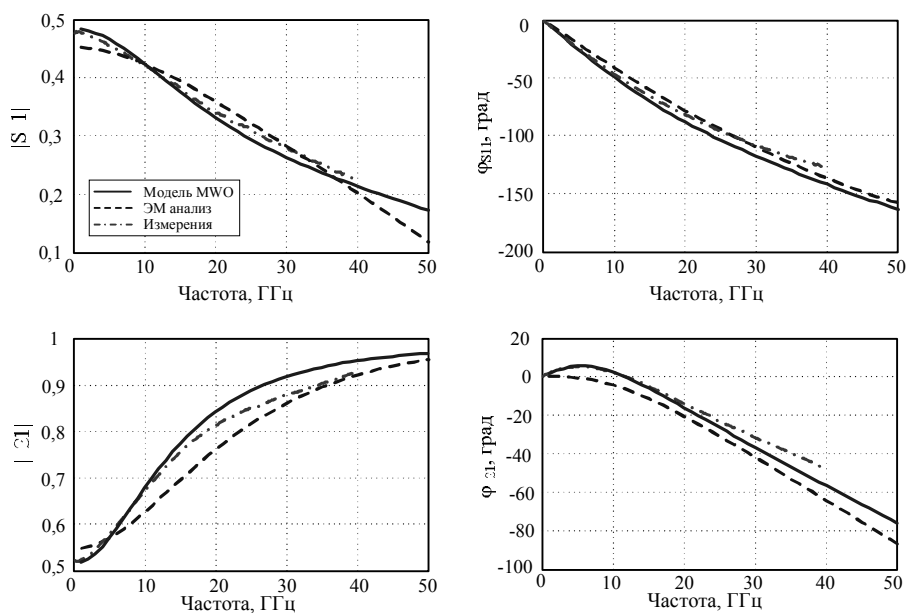 0,5
0,4
0,3
0,2
0,1
|S 1|
Модель MWO
ЭМ анализ
Измерения
0 10 20 30 40 50
Частота, ГГц
0
-50
-100
-150
-200
φS11, град
0 10 20 30 40 50
Частота, ГГц
1
0,9
0,8
0,7
0,6
0,5
| 21|
0 10 20 30 40 50
Частота, ГГц
20
0
-20
-40
-60
-80
-100
φ 21, град
0 10 20 30 40 50
Частота, ГГц